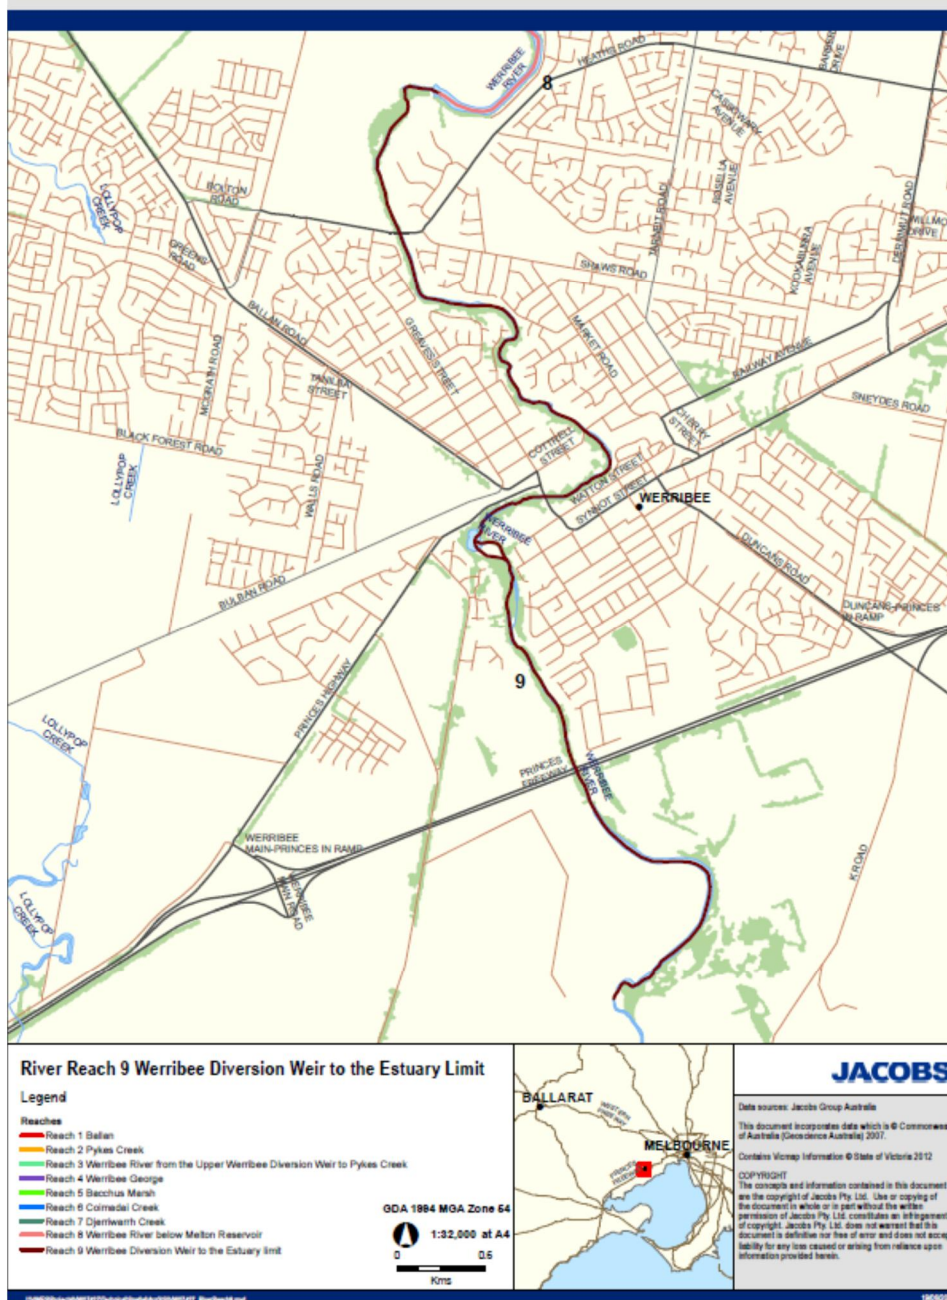 WERRIBEE
RIVER
HEATHS ROAD
8
CASSOWARY
AVENUE
ROSELLA
AVENUE
TARNEIT ROAD
DERRIMUT ROAD
KOOKABURRA
AVENUE
DRIVE
LOLLYPOP
CREEK
BOLTON
ROAD
GREENS
ROAD
SHAWS ROAD
BALLAN ROAD
GREAVES STREET
MARKET ROAD
RAILWAY AVENUE
MCGRATH ROAD
TANILBA
STREET
SNEYDES ROAD
CHERRY
STREET
BLACK FOREST ROAD
COTTRELL
STREET
LOLLYPOP
CREEK
WALLS ROAD
WATTON STREET
SYNNOT STREET
WERRIBEE
WERRIBEE
RIVER
DUNCANS ROAD
BULBAN ROAD
DUNCANS-PRINCES
IN RAMP
9
PRINCES HIGHWAY
LOLLYPOP
CREEK
PRINCES
FREEWAY
WERRIBEE
RIVER
WERRIBEE
MAIN-PRINCES IN RAMP
WERRIBEE
MAIN ROAD
K ROAD
LOLLYPOP
CREEK
River Reach 9 Werribee Diversion Weir to the Estuary Limit
Legend
Reaches
Reach 1 Ballan
Reach 2 Pykes Creek
Reach 3 Werribee River from the Upper Werribee Diversion Weir to Pykes Creek
Reach 4 Werribee George
Reach 5 Bacchus Marsh
Reach 6 Coimadai Creek
Reach 7 Djerriwarrh Creek
Reach 8 Werribee River below Melton Reservoir
Reach 9 Werribee Diversion Weir to the Estuary limit
GDA 1994 MGA Zone 54
1:32,000 at A4
0 0.5
Kms
BALLARAT
WESTERN
FREEWAY
MELBOURNE
PRINCES
JACOBS
Data sources: Jacobs Group Australia
This document incorporates data which is © Commonwea
of Australia (Geoscience Australia) 2007.
Contains Vicmap Information © State of Victoria 2012
COPYRIGHT
The concepts and information contained in this document
are the copyright of Jacobs Pty. Ltd. Use or copying of
the document in whole or in part without the written
permission of Jacobs Pty. Ltd. constitutes an infringement
of copyright. Jacobs Pty. Ltd. does not warrant that this
document is definitive nor free of error and does not accep
liability for any loss caused or arising from reliance upon
information provided herein.